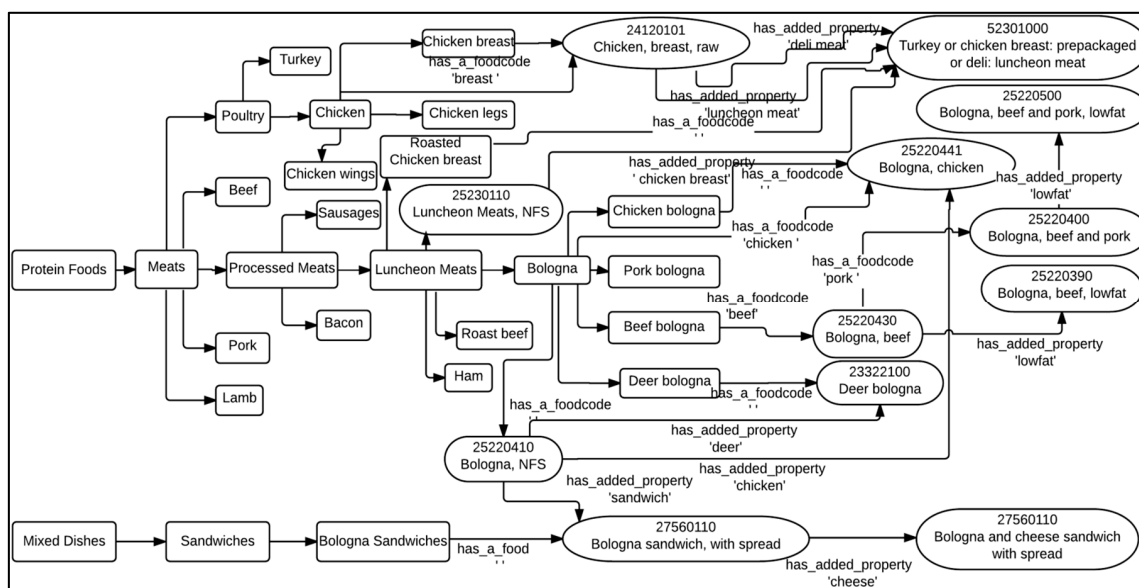 24120101
Chicken, breast, raw
has_added_property
'deli meat'
52301000
Turkey or chicken breast: prepackaged
or deli: luncheon meat
Chicken breast
has_a_foodcode
'breast '
Turkey
Poultry
Chicken
Chicken legs
has_added_property
'luncheon meat'
has_a_foodcode
' '
25220500
Bologna, beef and pork, lowfat
Roasted
Chicken breast
Chicken wings
25220441
Bologna, chicken
has_added_property
' chicken breast'
has_a_foodcode
' '
has_added_property
'lowfat'
Beef
Sausages
25230110
Luncheon Meats, NFS
Chicken bologna
has_a_foodcode
'chicken '
25220400
Bologna, beef and pork
Protein Foods
Meats
Processed Meats
Luncheon Meats
Bologna
Pork bologna
has_a_foodcode
'pork '
25220390
Bologna, beef, lowfat
has_a_foodcode
'beef'
Bacon
Roast beef
Beef bologna
25220430
Bologna, beef
has_added_property
'lowfat'
Pork
Ham
Deer bologna
has_a_foodcode
' '
23322100
Deer bologna
Lamb
has_a_foodcode
' '
has_added_property
'deer'
25220410
Bologna, NFS
has_added_property
'chicken'
has_added_property
'sandwich'
Mixed Dishes
Sandwiches
Bologna Sandwiches
has_a_food
' '
27560110
Bologna sandwich, with spread
has_added_property
'cheese'
27560110
Bologna and cheese sandwich
with spread